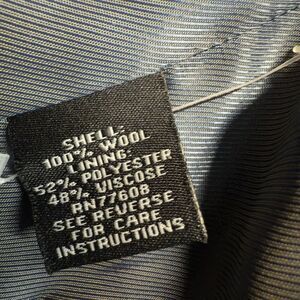 SHELL:
100% WOOL
LINING:
52% POLYESTER
48% VISCOSE
RN77608
SEE REVERSE
FOR CARE
INSTRUCTIONS